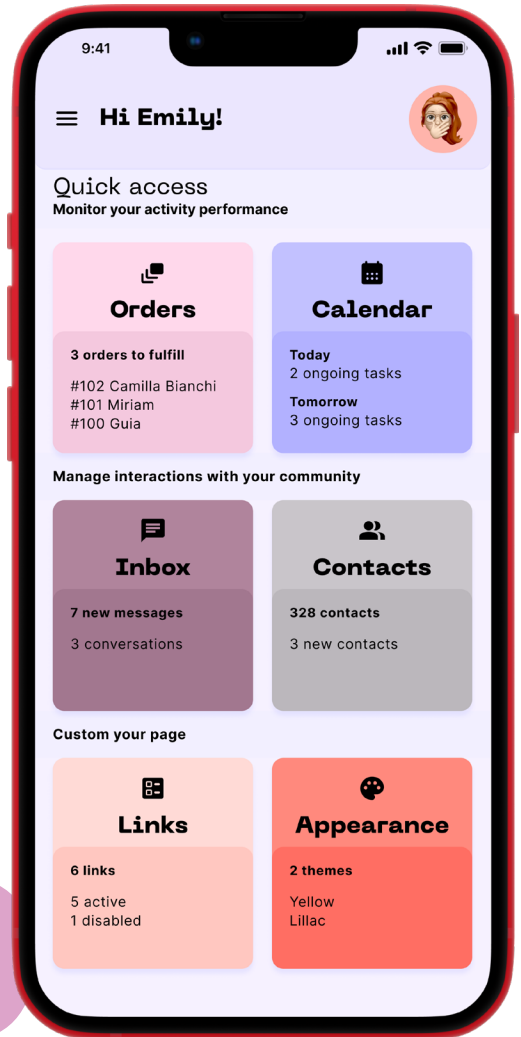 9:41
Hi Emily!
Quick access
Monitor your activity performance
Orders
3 orders to fulfill
#102 Camilla Bianchi
#101 Miriam
#100 Guia
Calendar
Today
2 ongoing tasks
Tomorrow
3 ongoing tasks
Manage interactions with your community
Inbox
7 new messages
3 conversations
Contacts
328 contacts
3 new contacts
Custom your page
Links
6 links
5 active
1 disabled
Appearance
2 themes
Yellow
Lillac